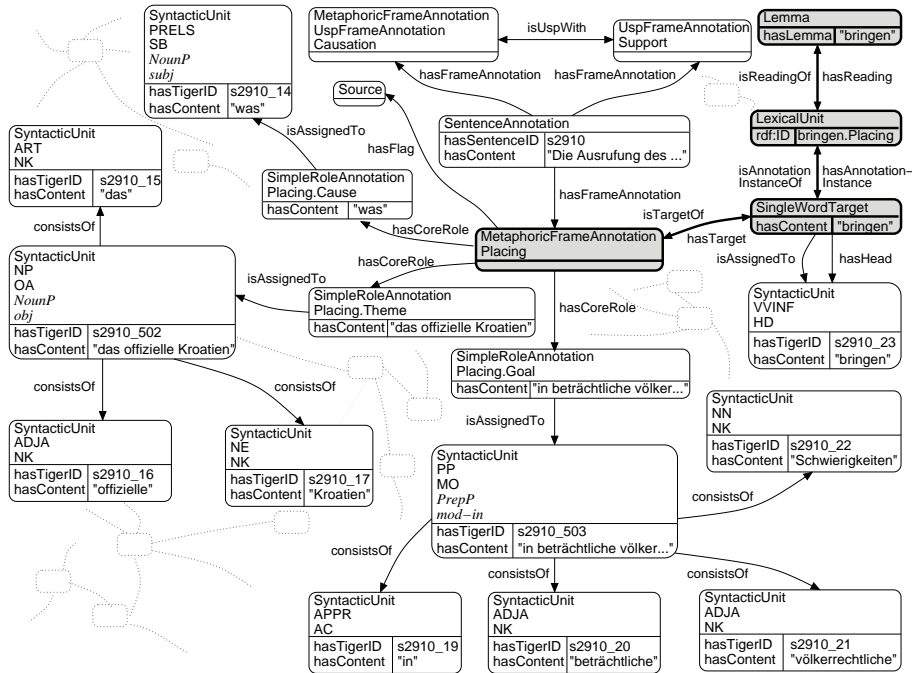 SyntacticUnit
PRELS
SB
NounP
subj
hasTigerID s2910_14
hasContent "was"
MetaphoricFrameAnnotation
UspFrameAnnotation
Causation
isUspWith
UspFrameAnnotation
Support
Lemma
hasLemma "bringen"
hasFrameAnnotation
hasFrameAnnotation
isReadingOf
hasReading
Source
SentenceAnnotation
hasSentenceID s2910
hasContent "Die Ausrufung des ..."
LexicalUnit
rdf:ID bringen.Placing
SyntacticUnit
ART
NK
hasTigerID s2910_15
hasContent "das"
isAssignedTo
hasFlag
SimpleRoleAnnotation
Placing.Cause
hasContent "was"
isAnnotation
InstanceOf
hasAnnotation−
Instance
hasFrameAnnotation
isTargetOf
SingleWordTarget
hasContent "bringen"
consistsOf
hasCoreRole
MetaphoricFrameAnnotation
Placing
hasTarget
SyntacticUnit
NP
OA
NounP
obj
hasTigerID s2910_502
hasContent "das offizielle Kroatien"
isAssignedTo
hasCoreRole
isAssignedTo
hasHead
SimpleRoleAnnotation
Placing.Theme
hasContent "das offizielle Kroatien"
hasCoreRole
SyntacticUnit
VVINF
HD
hasTigerID s2910_23
hasContent "bringen"
SimpleRoleAnnotation
Placing.Goal
hasContent "in beträchtliche völker..."
consistsOf
consistsOf
isAssignedTo
SyntacticUnit
NN
NK
hasTigerID s2910_22
hasContent "Schwierigkeiten"
SyntacticUnit
ADJA
NK
hasTigerID s2910_16
hasContent "offizielle"
SyntacticUnit
NE
NK
hasTigerID s2910_17
hasContent "Kroatien"
SyntacticUnit
PP
MO
PrepP
mod−in
hasTigerID s2910_503
hasContent "in beträchtliche völker..."
consistsOf
consistsOf
consistsOf
consistsOf
SyntacticUnit
APPR
AC
hasTigerID s2910_19
hasContent "in"
SyntacticUnit
ADJA
NK
hasTigerID s2910_20
hasContent "beträchtliche"
SyntacticUnit
ADJA
NK
hasTigerID s2910_21
hasContent "völkerrechtliche"